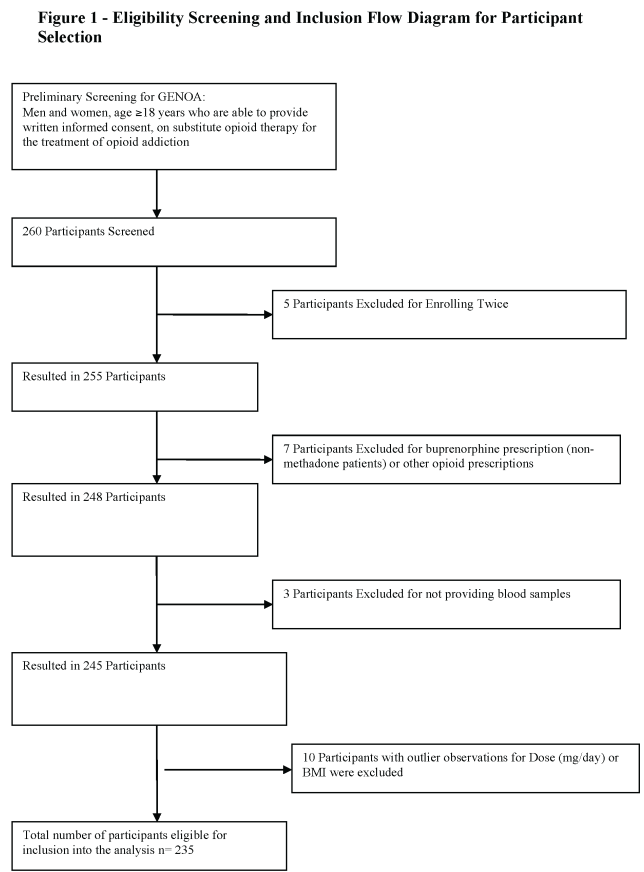 Figure 1 - Eligibility Screening and Inclusion Flow Diagram for Participant
Selection
Preliminary Screening for GENOA:
Men and women, age ≥18 years who are able to provide
written informed consent, on substitute opioid therapy for
the treatment of opioid addiction
260 Participants Screened
5 Participants Excluded for Enrolling Twice
Resulted in 255 Participants
7 Participants Excluded for buprenorphine prescription (non-
methadone patients) or other opioid prescriptions
Resulted in 248 Participants
3 Participants Excluded for not providing blood samples
Resulted in 245 Participants
10 Participants with outlier observations for Dose (mg/day) or
BMI were excluded
Total number of participants eligible for
inclusion into the analysis n= 235